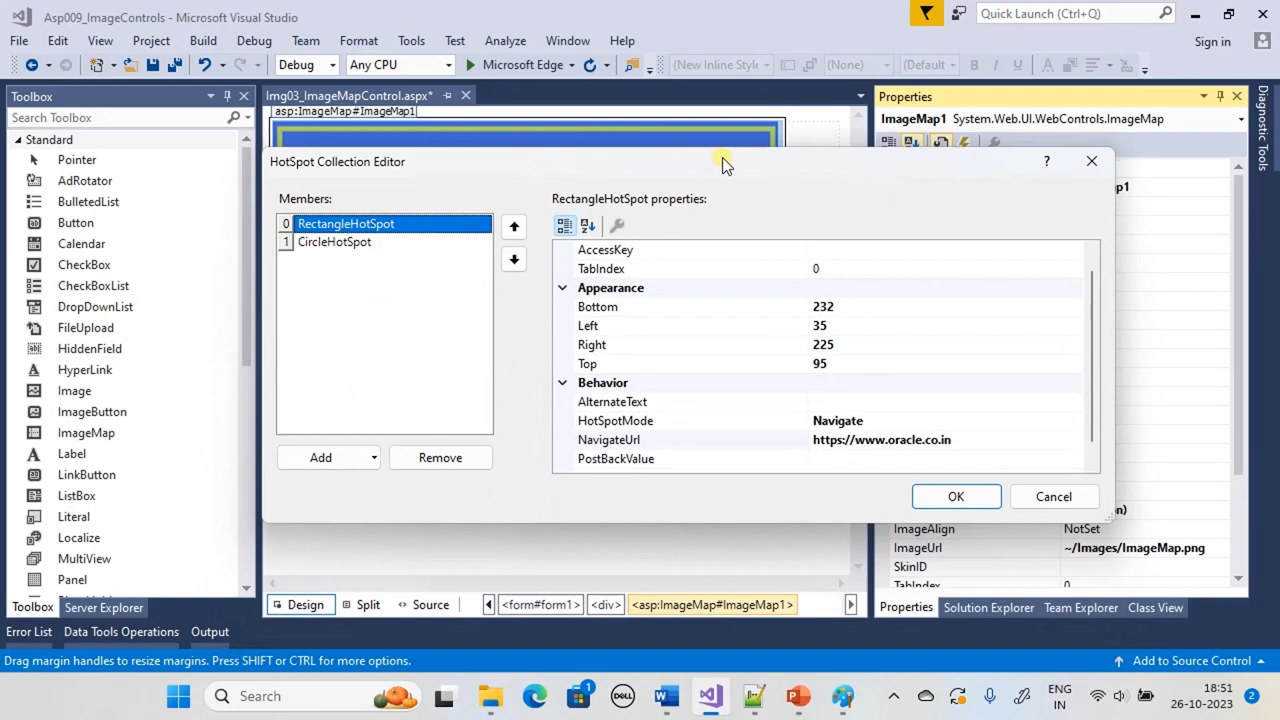 Asp009_ImageControls - Microsoft Visual Studio
Quick Launch (Ctrl+Q)
File Edit View Project Build Debug Team Format Tools Test Analyze Window Help
Sign in
Debug Any CPU Microsoft Edge (New Inline Style (None) (Default B I U A
Toolbox
Search Toolbox
Standard
Pointer
AdRotator
BulletedList
Button
Calendar
CheckBox
CheckBoxList
DropDownList
FileUpload
HiddenField
HyperLink
Image
ImageButton
ImageMap
Label
LinkButton
ListBox
Literal
Localize
MultiView
Panel
Toolbox Server Explorer
Img03_ImageMapControl.aspx*
asp:ImageMap#ImageMap1
HotSpot Collection Editor
?
Members:
0 RectangleHotSpot
1 CircleHotSpot
Add Remove
RectangleHotSpot properties:
AccessKey
TabIndex 0
Appearance
Bottom 232
Left 35
Right 225
Top 95
Behavior
AlternateText
HotSpotMode Navigate
NavigateUrl https://www.oracle.co.in
PostBackValue
OK Cancel
Design Split Source <form#form1> <div> <asp:ImageMap#ImageMap1>
Properties
ImageMap1 System.Web.UI.WebControls.ImageMap
ImageAlign NotSet
ImageUrl ~/Images/ImageMap.png
SkinID
TabIndex 0
Properties Solution Explorer Team Explorer Class View
Diagnostic Tools
Error List Data Tools Operations Output
Drag margin handles to resize margins. Press SHIFT or CTRL for more options.
Add to Source Control
2
Search
1
DELL
ENG
IN
18:51
26-10-2023
2